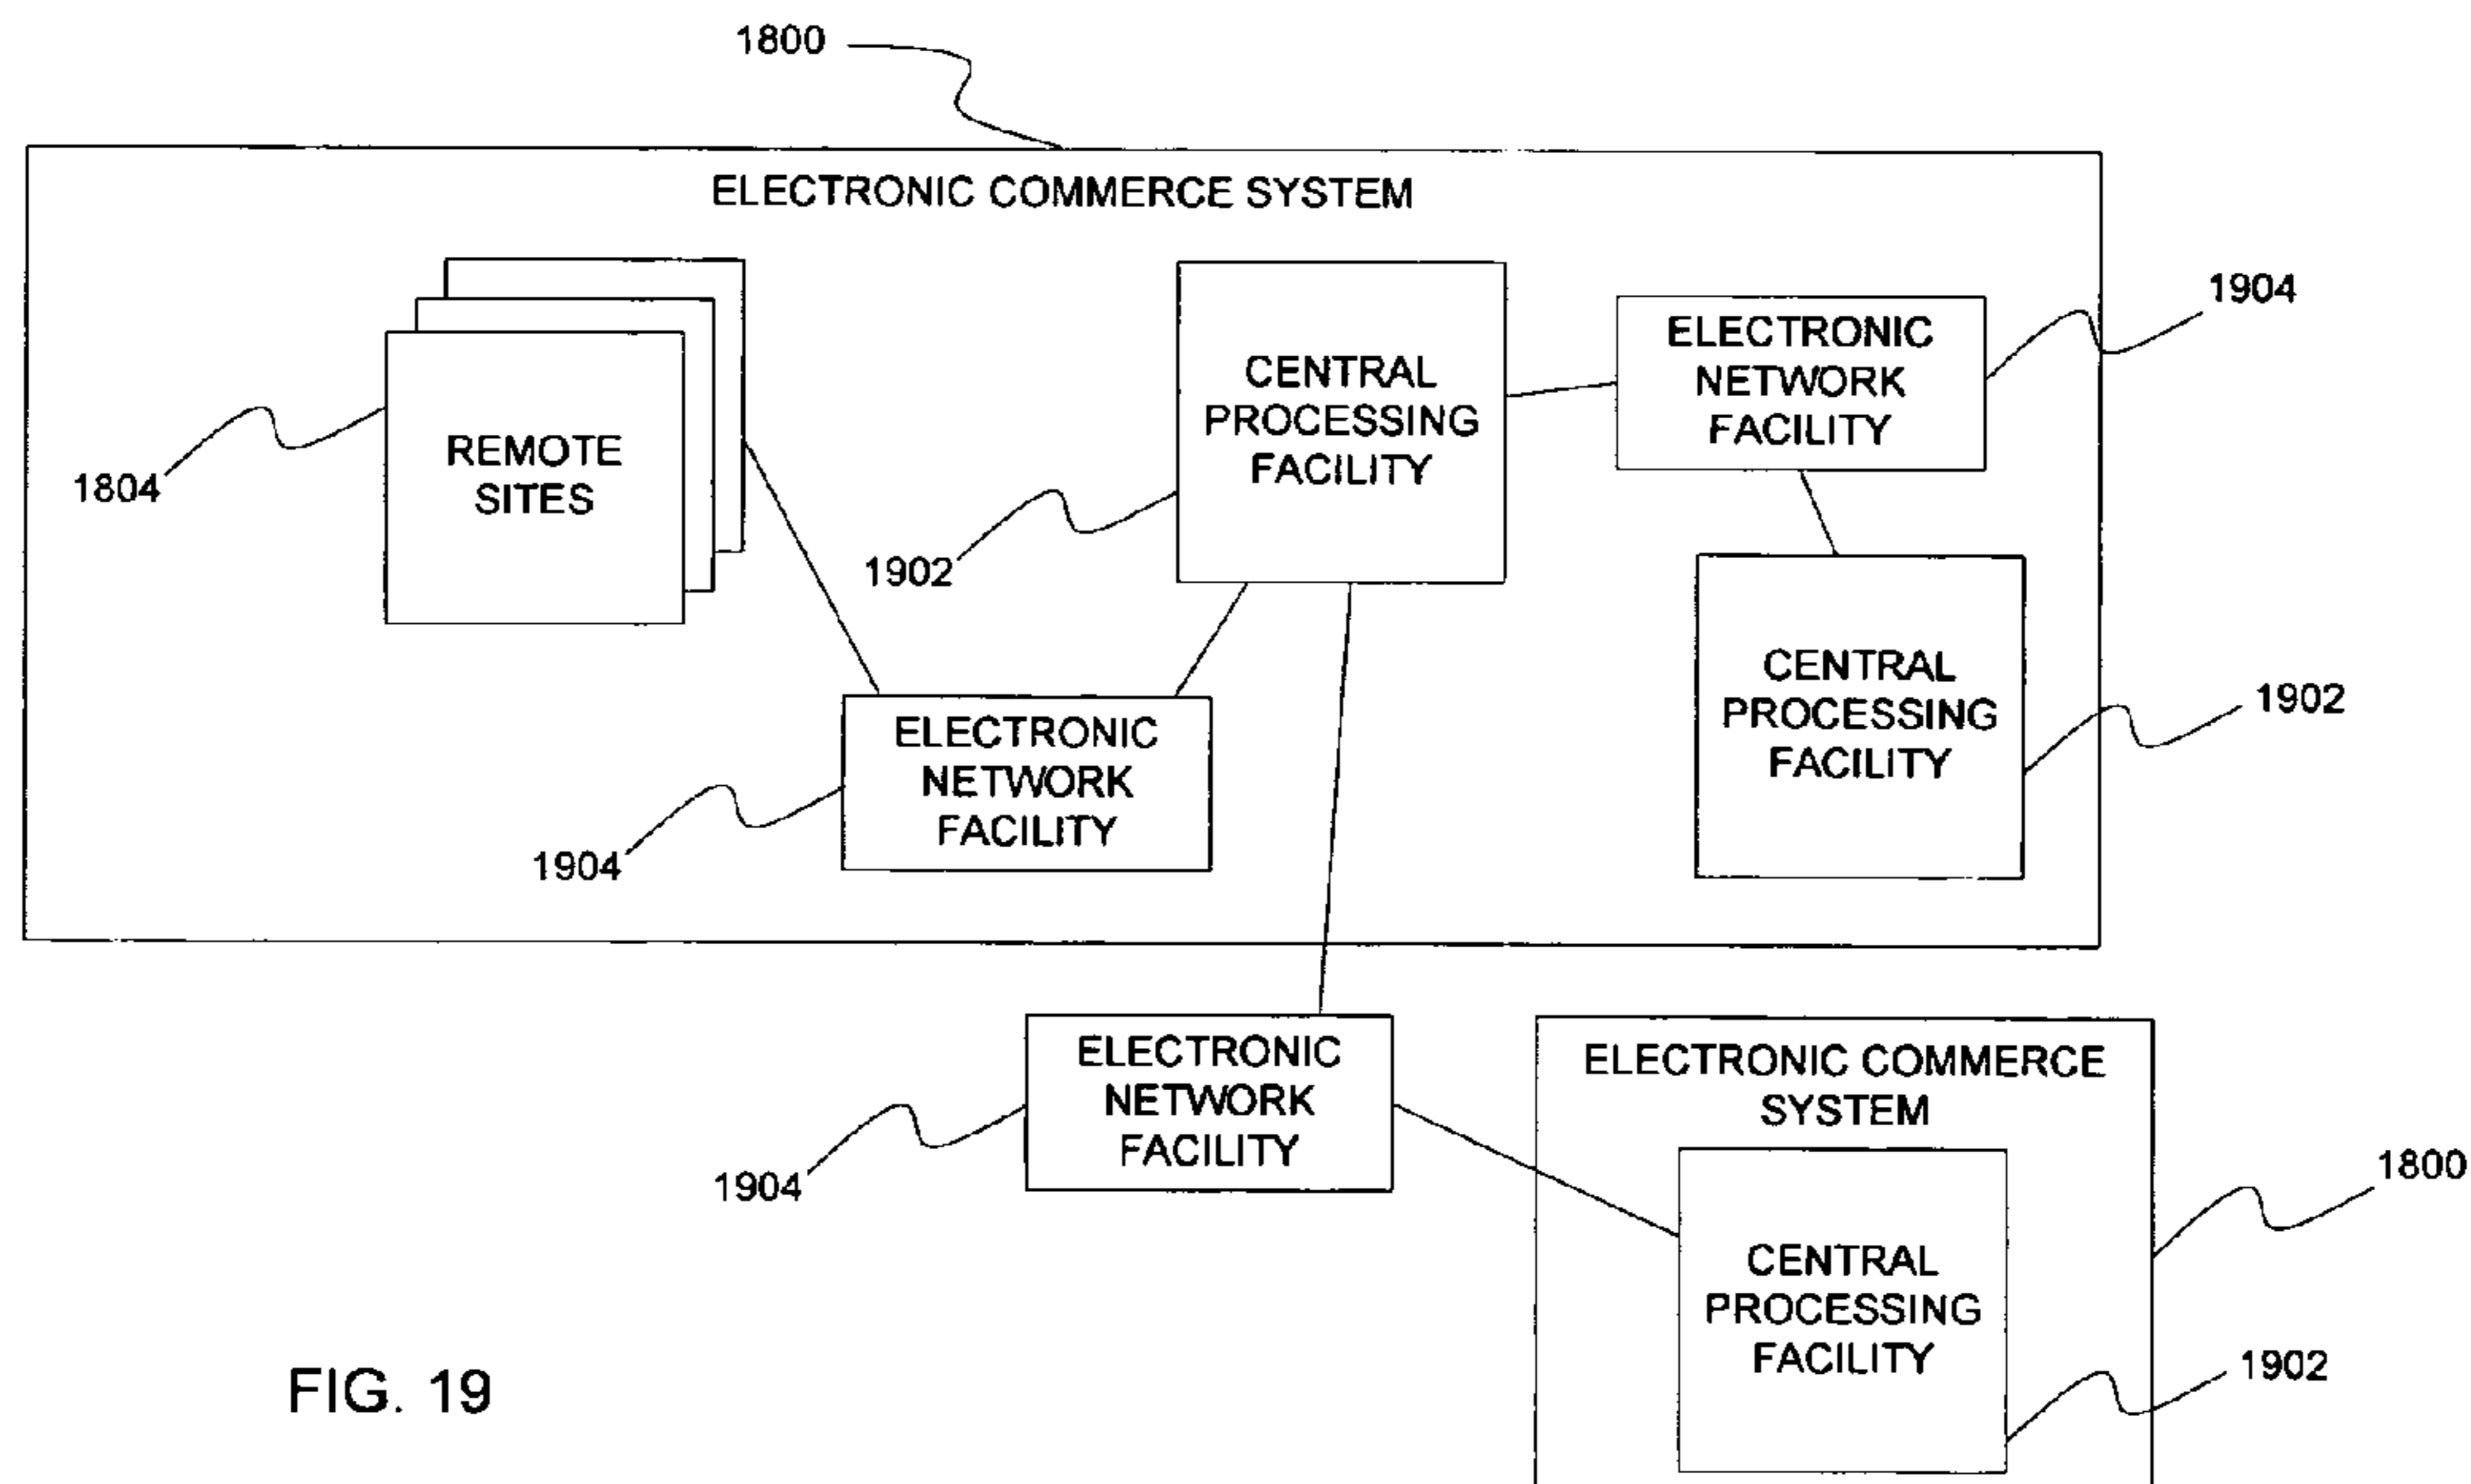 1800
ELECTRONIC COMMERCE SYSTEM
1904
ELECTRONIC
NETWORK
FACILITY
CENTRAL
PROCESSING
FACILITY
REMOTE
SITES
1804
1902
CENTRAL
PROCESSING
FACILITY
1902
ELECTRONIC
NETWORK
FACILITY
1904
ELECTRONIC
NETWORK
FACILITY
1904
ELECTRONIC COMMERCE
SYSTEM
1800
CENTRAL
PROCESSING
FACILITY
1902
FIG. 19